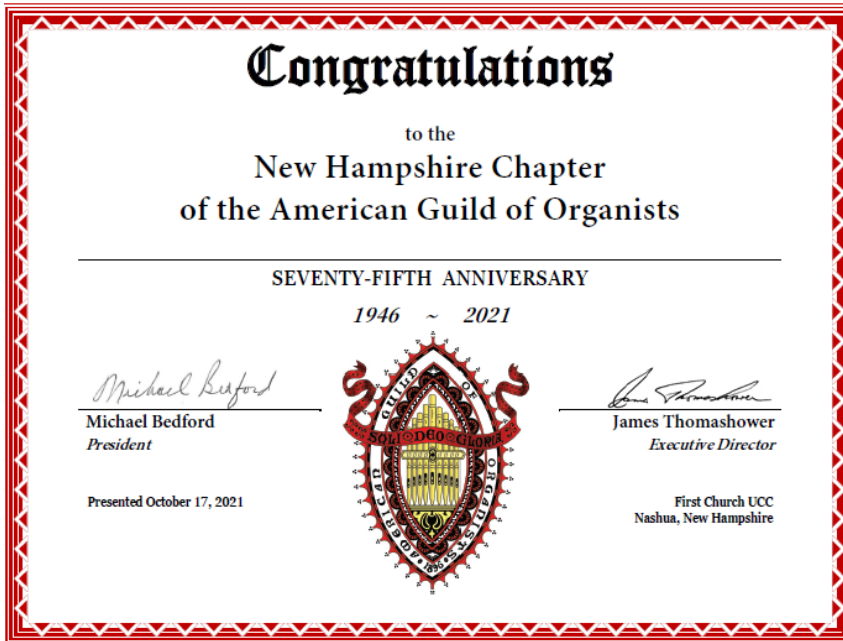 Congratulations
to the
New Hampshire Chapter
of the American Guild of Organists
SEVENTY-FIFTH ANNIVERSARY
1946 ~ 2021
Michael Bedford
Michael Bedford
President
Presented October 17, 2021
AMERICAN GUILD OF ORGANISTS
SOLI DEO GLORIA
1896
James Thomashower
James Thomashower
Executive Director
First Church UCC
Nashua, New Hampshire